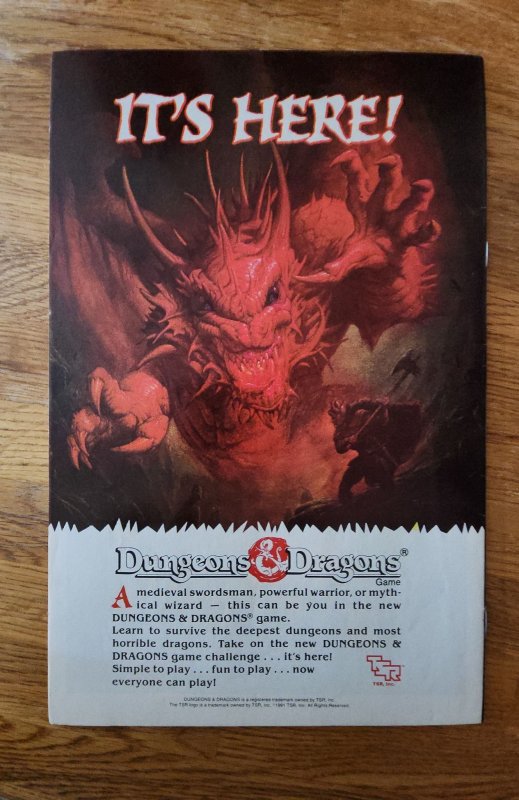 IT'S HERE!
Dungeons & Dragons®
Game
A medieval swordsman, powerful warrior, or myth-
ical wizard — this can be you in the new
DUNGEONS & DRAGONS® game.
Learn to survive the deepest dungeons and most
horrible dragons. Take on the new DUNGEONS &
DRAGONS game challenge . . . it's here!
Simple to play . . . fun to play . . . now
everyone can play!
TSR
TSR, Inc.
DUNGEONS & DRAGONS is a registered trademark owned by TSR, Inc.
The TSR logo is a trademark owned by TSR, Inc. ©1991 TSR, Inc. All Rights Reserved.